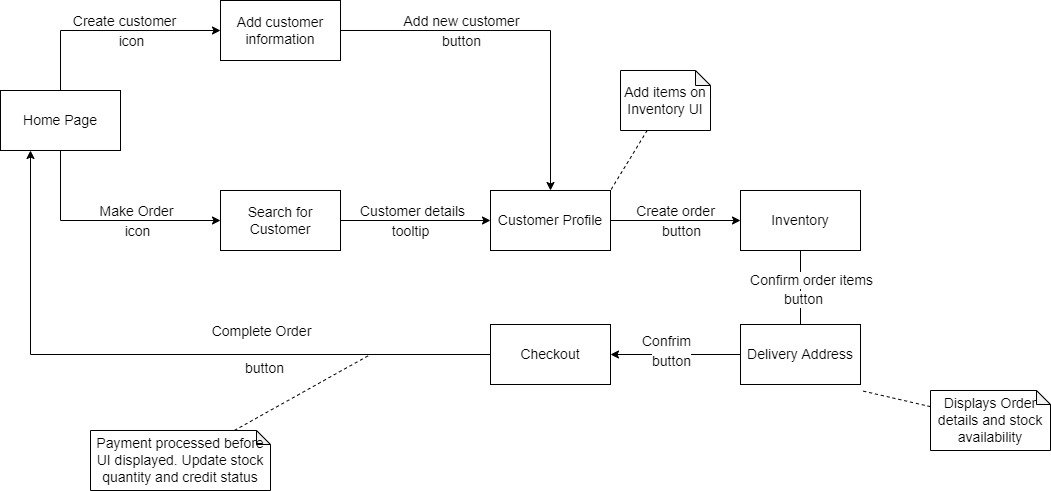 Create customer
icon
Add customer
information
Add new customer
button
Add items on
Inventory UI
Home Page
Make Order
icon
Search for
Customer
Customer details
tooltip
Customer Profile
Create order
button
Inventory
Confirm order items
button
Complete Order
button
Checkout
Confrim
button
Delivery Address
Displays Order
details and stock
availability
Payment processed before
UI displayed. Update stock
quantity and credit status